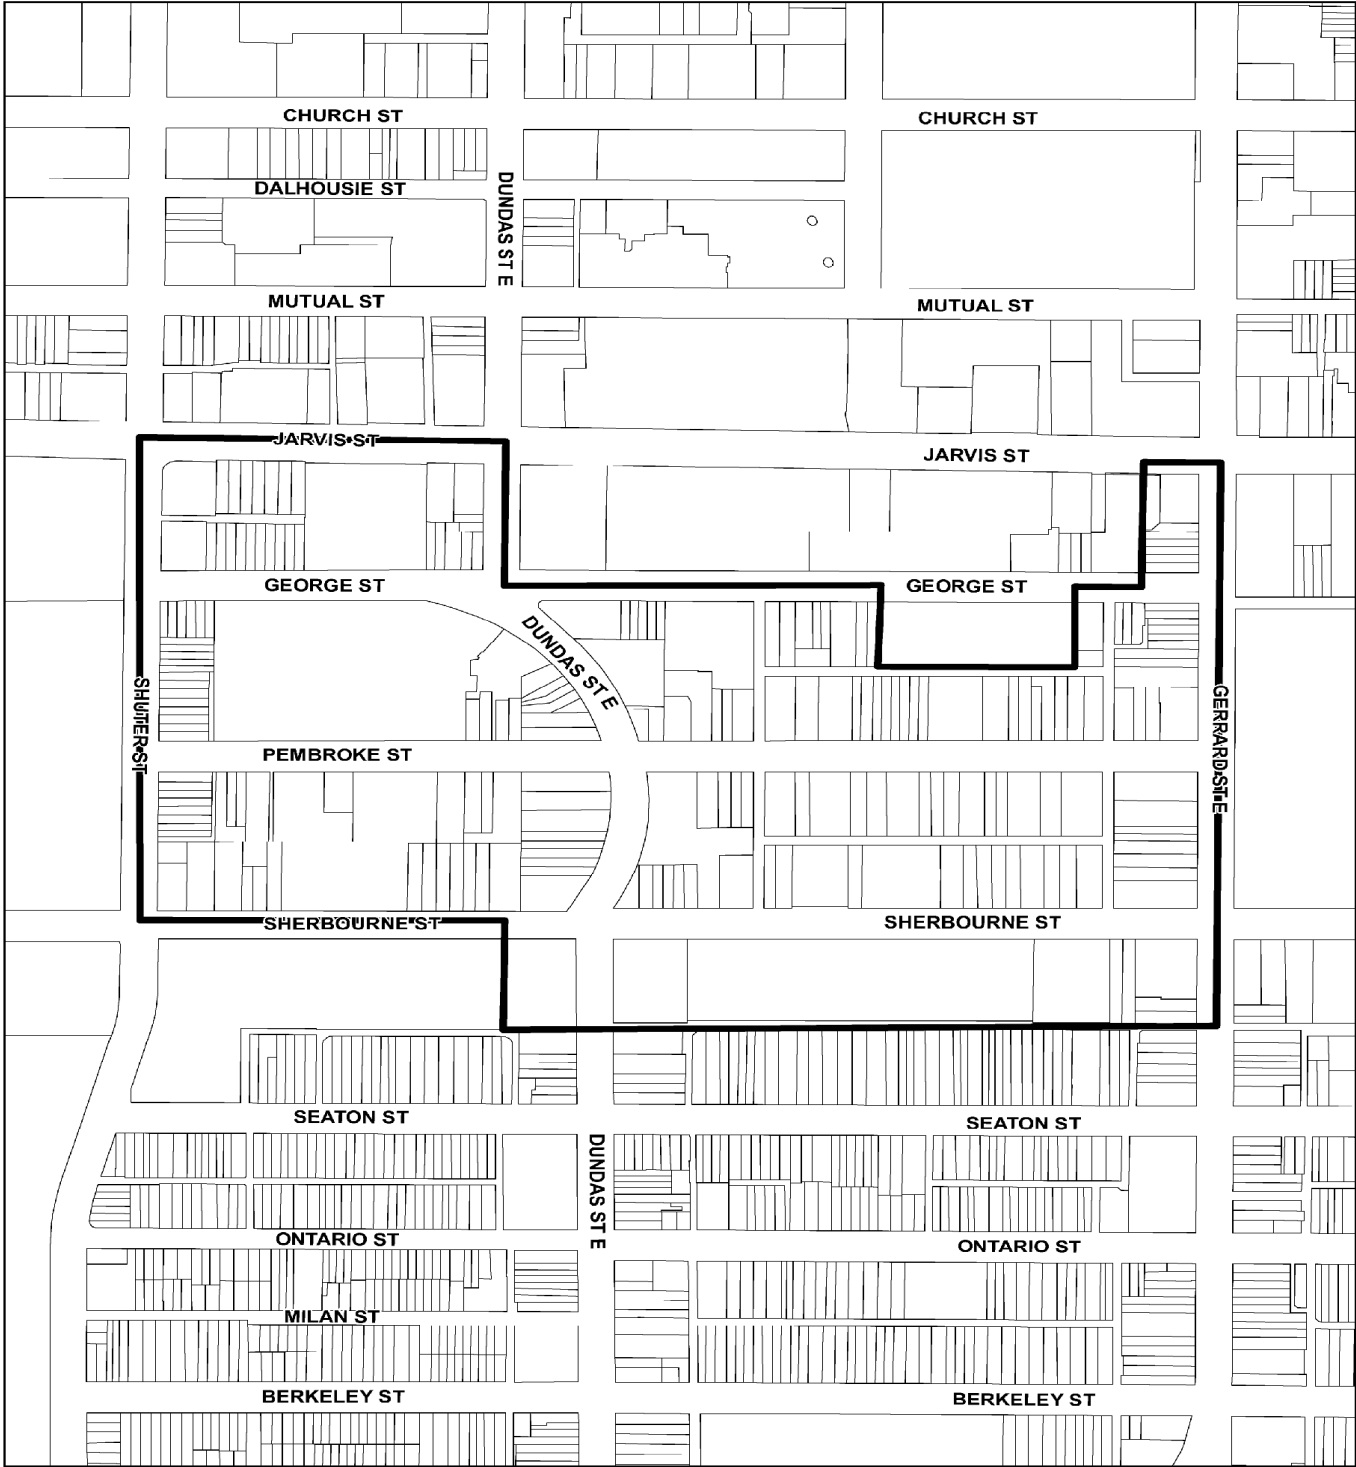 CHURCH ST
CHURCH ST
DALHOUSIE ST
DUNDAS ST E
MUTUAL ST
MUTUAL ST
JARVIS ST
JARVIS ST
GEORGE ST
GEORGE ST
DUNDAS ST E
SHUTER ST
GERRARD ST E
PEMBROKE ST
SHERBOURNE ST
SHERBOURNE ST
SEATON ST
SEATON ST
DUNDAS ST E
ONTARIO ST
ONTARIO ST
MILAN ST
BERKELEY ST
BERKELEY ST